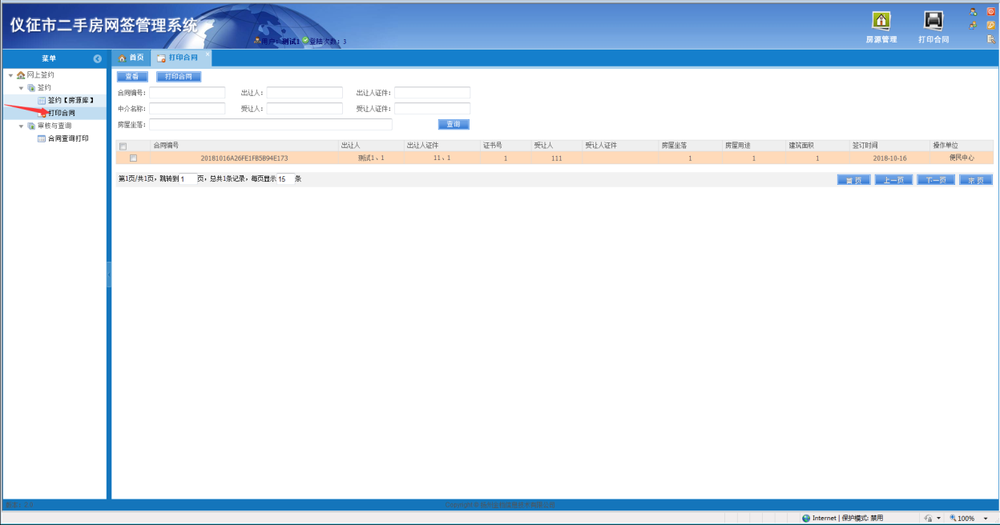 仪征市二手房网签管理系统
用户：测试1 登陆次数：3
房源管理 打印合同
菜单 首页 打印合同
网上签约
签约
签约【房源库】
打印合同
审核与查询
合同查询打印
查看 打印合同
合同编号： 出让人： 出让人证件：
中介名称： 受让人： 受让人证件：
房屋坐落： 查询
合同编号 出让人 出让人证件 证书号 受让人 受让人证件 房屋坐落 房屋用途 建筑面积 签订时间 操作单位
20181016A26FE1FB5B94E173 测试1、1 11、1 1 111 1 1 1 2018-10-16 便民中心
第1页/共1页，跳转到 1 页，总共1条记录，每页显示 15 条
首 页 上一页 下一页 末 页
Internet | 保护模式: 禁用 100%